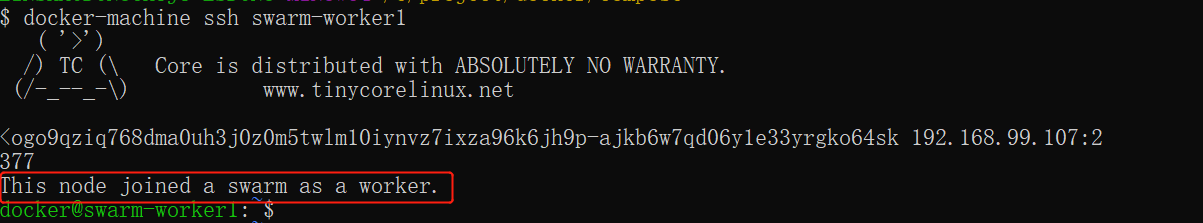 $ docker-machine ssh swarm-worker1
( '>')
/) TC (\ Core is distributed with ABSOLUTELY NO WARRANTY.
(/-_--_-\) www.tinycorelinux.net
<ogo9qziq768dma0uh3j0z0m5twlm10iynvz7ixza96k6jh9p-ajkb6w7qd06y1e33yrgko64sk 192.168.99.107:2
377
This node joined a swarm as a worker.
docker@swarm-worker1:~$